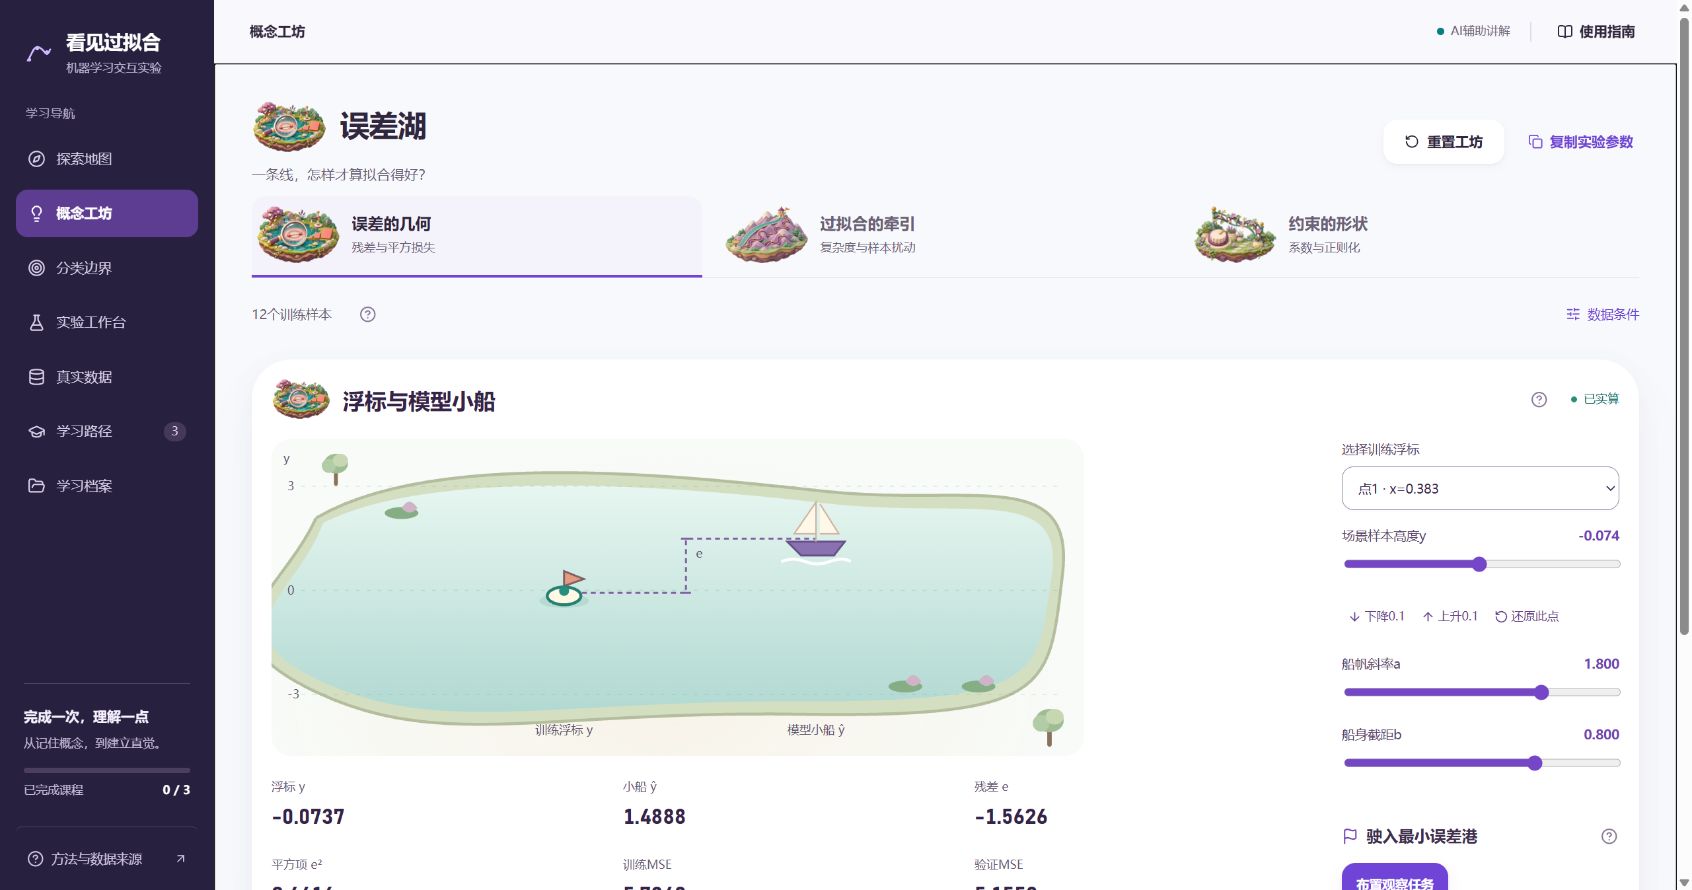 看见过拟合
机器学习交互实验
学习导航
探索地图
概念工坊
分类边界
实验工作台
真实数据
学习路径
3
学习档案
完成一次，理解一点
从记住概念，到建立直觉。
已完成课程
0 / 3
方法与数据来源
概念工坊
AI辅助讲解
使用指南
误差湖
一条线，怎样才算拟合得好？
重置工坊
复制实验参数
误差的几何
残差与平方损失
过拟合的牵引
复杂度与样本扰动
约束的形状
系数与正则化
12个训练样本
数据条件
浮标与模型小船
已实算
y
3
0
-3
e
训练浮标 y
模型小船 ŷ
选择训练浮标
点1 · x=0.383
场景样本高度y
-0.074
下降0.1
上升0.1
还原此点
船帆斜率a
1.800
船身截距b
0.800
浮标 y
小船 ŷ
残差 e
-0.0737
1.4888
-1.5626
平方项 e²
训练MSE
验证MSE
驶入最小误差港
布置观察任务